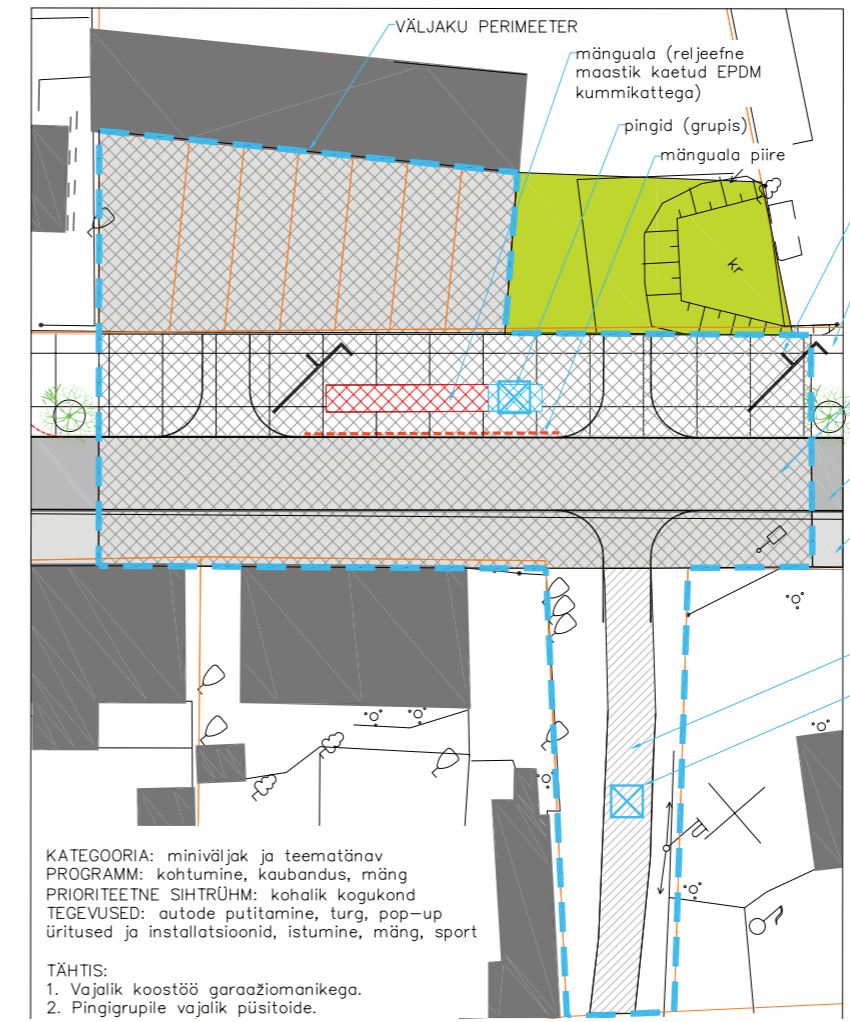 VÄLJAKU PERIMEETER
mänguala (reljeefne
maastik kaetud EPDM
kummikattega)
pingid (grupis)
mänguala piire
Kr
KATEGOORIA: miniväljak ja teematänav
PROGRAMM: kohtumine, kaubandus, mäng
PRIORITEETNE SIHTRÜHM: kohalik kogukond
TEGEVUSED: autode putitamine, turg, pop-up
üritused ja installatsioonid, istumine, mäng, sport
TÄHTIS:
1. Vajalik koostöö garaažiomanikega.
2. Pingigrupile vajalik püsitoide.